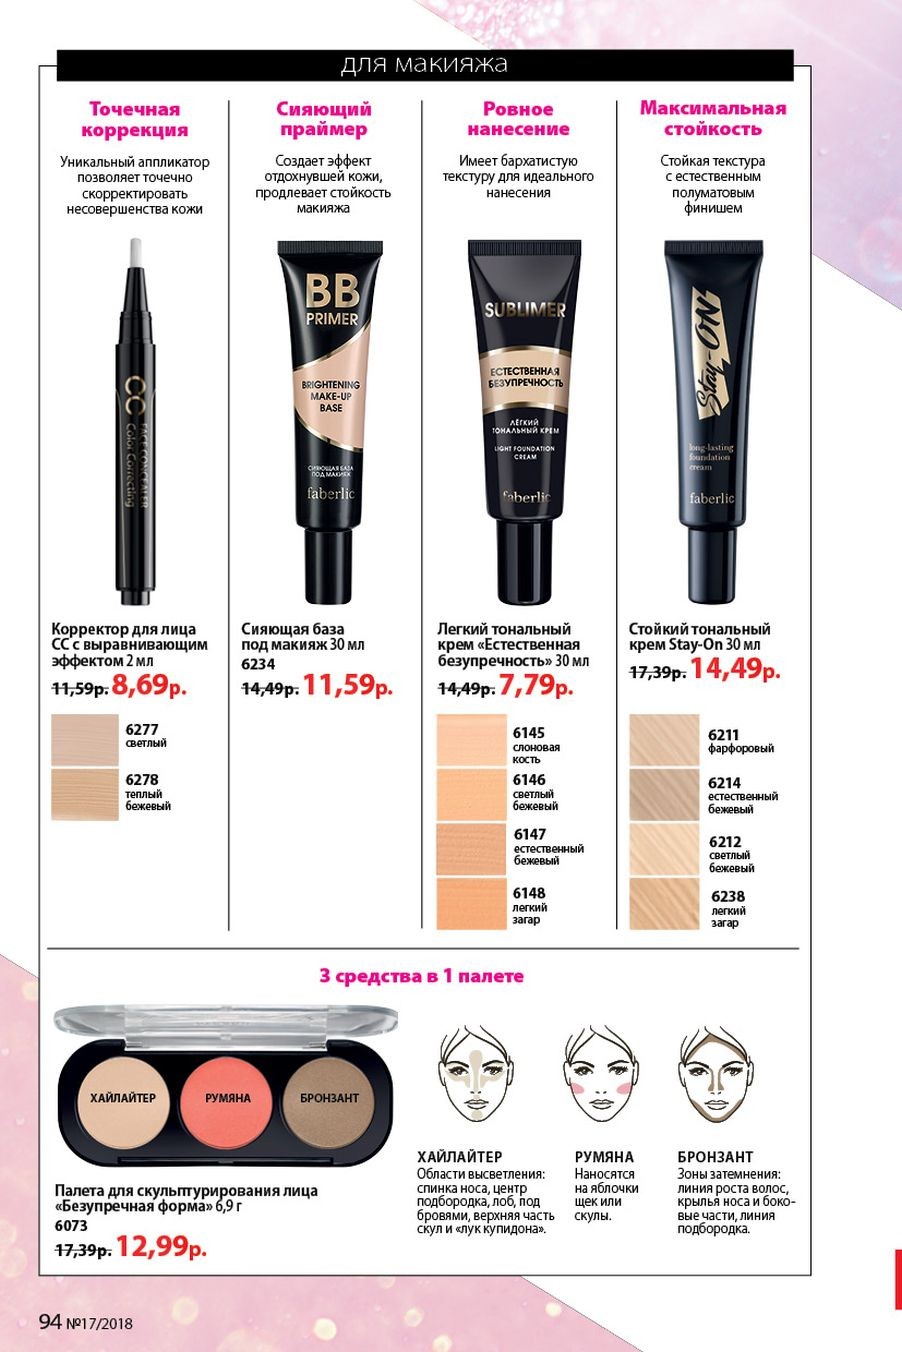 для макияжа
Точечная
коррекция
Уникальный аппликатор
позволяет точечно
скорректировать
несовершенства кожи
CC FACE CONCEALER
Color Correcting
Корректор для лица
CC с выравнивающим
эффектом 2 мл
11,59р. 8,69р.
6277
светлый
6278
теплый
бежевый
Сияющий
праймер
Создает эффект
отдохнувшей кожи,
продлевает стойкость
макияжа
BB
PRIMER
BRIGHTENING
MAKE-UP
BASE
СИЯЮЩАЯ БАЗА
ПОД МАКИЯЖ
faberlic
Сияющая база
под макияж 30 мл
6234
14,49р. 11,59р.
Ровное
нанесение
Имеет бархатистую
текстуру для идеального
нанесения
SUBLIMER
ЕСТЕСТВЕННАЯ
БЕЗУПРЕЧНОСТЬ
ЛЁГКИЙ
ТОНАЛЬНЫЙ КРЕМ
LIGHT FOUNDATION
CREAM
faberlic
Легкий тональный
крем «Естественная
безупречность» 30 мл
14,49р. 7,79р.
6145
слоновая
кость
6146
светлый
бежевый
6147
естественный
бежевый
6148
легкий
загар
Максимальная
стойкость
Стойкая текстура
с естественным
полуматовым
финишем
Stay-ON
long-lasting
foundation
cream
faberlic
Стойкий тональный
крем Stay-On 30 мл
17,39р. 14,49р.
6211
фарфоровый
6214
естественный
бежевый
6212
светлый
бежевый
6238
легкий
загар
3 средства в 1 палете
ХАЙЛАЙТЕР
РУМЯНА
БРОНЗАНТ
Палета для скульптурирования лица
«Безупречная форма» 6,9 г
6073
17,39р. 12,99р.
ХАЙЛАЙТЕР
Области высветления:
спинка носа, центр
подбородка, лоб, под
бровями, верхняя часть
скул и «лук купидона».
РУМЯНА
Наносятся
на яблочки
щек или
скулы.
БРОНЗАНТ
Зоны затемнения:
линия роста волос,
крылья носа и боко-
вые части, линия
подбородка.
94 №17/2018